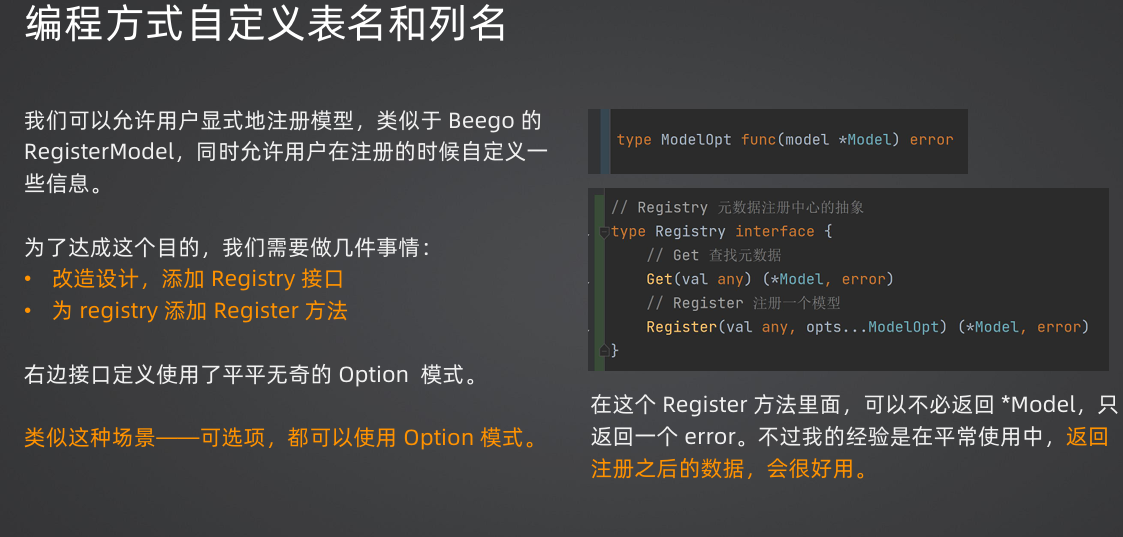 编程方式自定义表名和列名
我们可以允许用户显式地注册模型，类似于 Beego 的
RegisterModel，同时允许用户在注册的时候自定义一
些信息。
为了达成这个目的，我们需要做几件事情：
• 改造设计，添加 Registry 接口
• 为 registry 添加 Register 方法
右边接口定义使用了平平无奇的 Option 模式。
类似这种场景——可选项，都可以使用 Option 模式。
type ModelOpt func(model *Model) error
// Registry 元数据注册中心的抽象
type Registry interface {
// Get 查找元数据
Get(val any) (*Model, error)
// Register 注册一个模型
Register(val any, opts...ModelOpt) (*Model, error)
}
在这个 Register 方法里面，可以不必返回 *Model，只
返回一个 error。不过我的经验是在平常使用中，返回
注册之后的数据，会很好用。